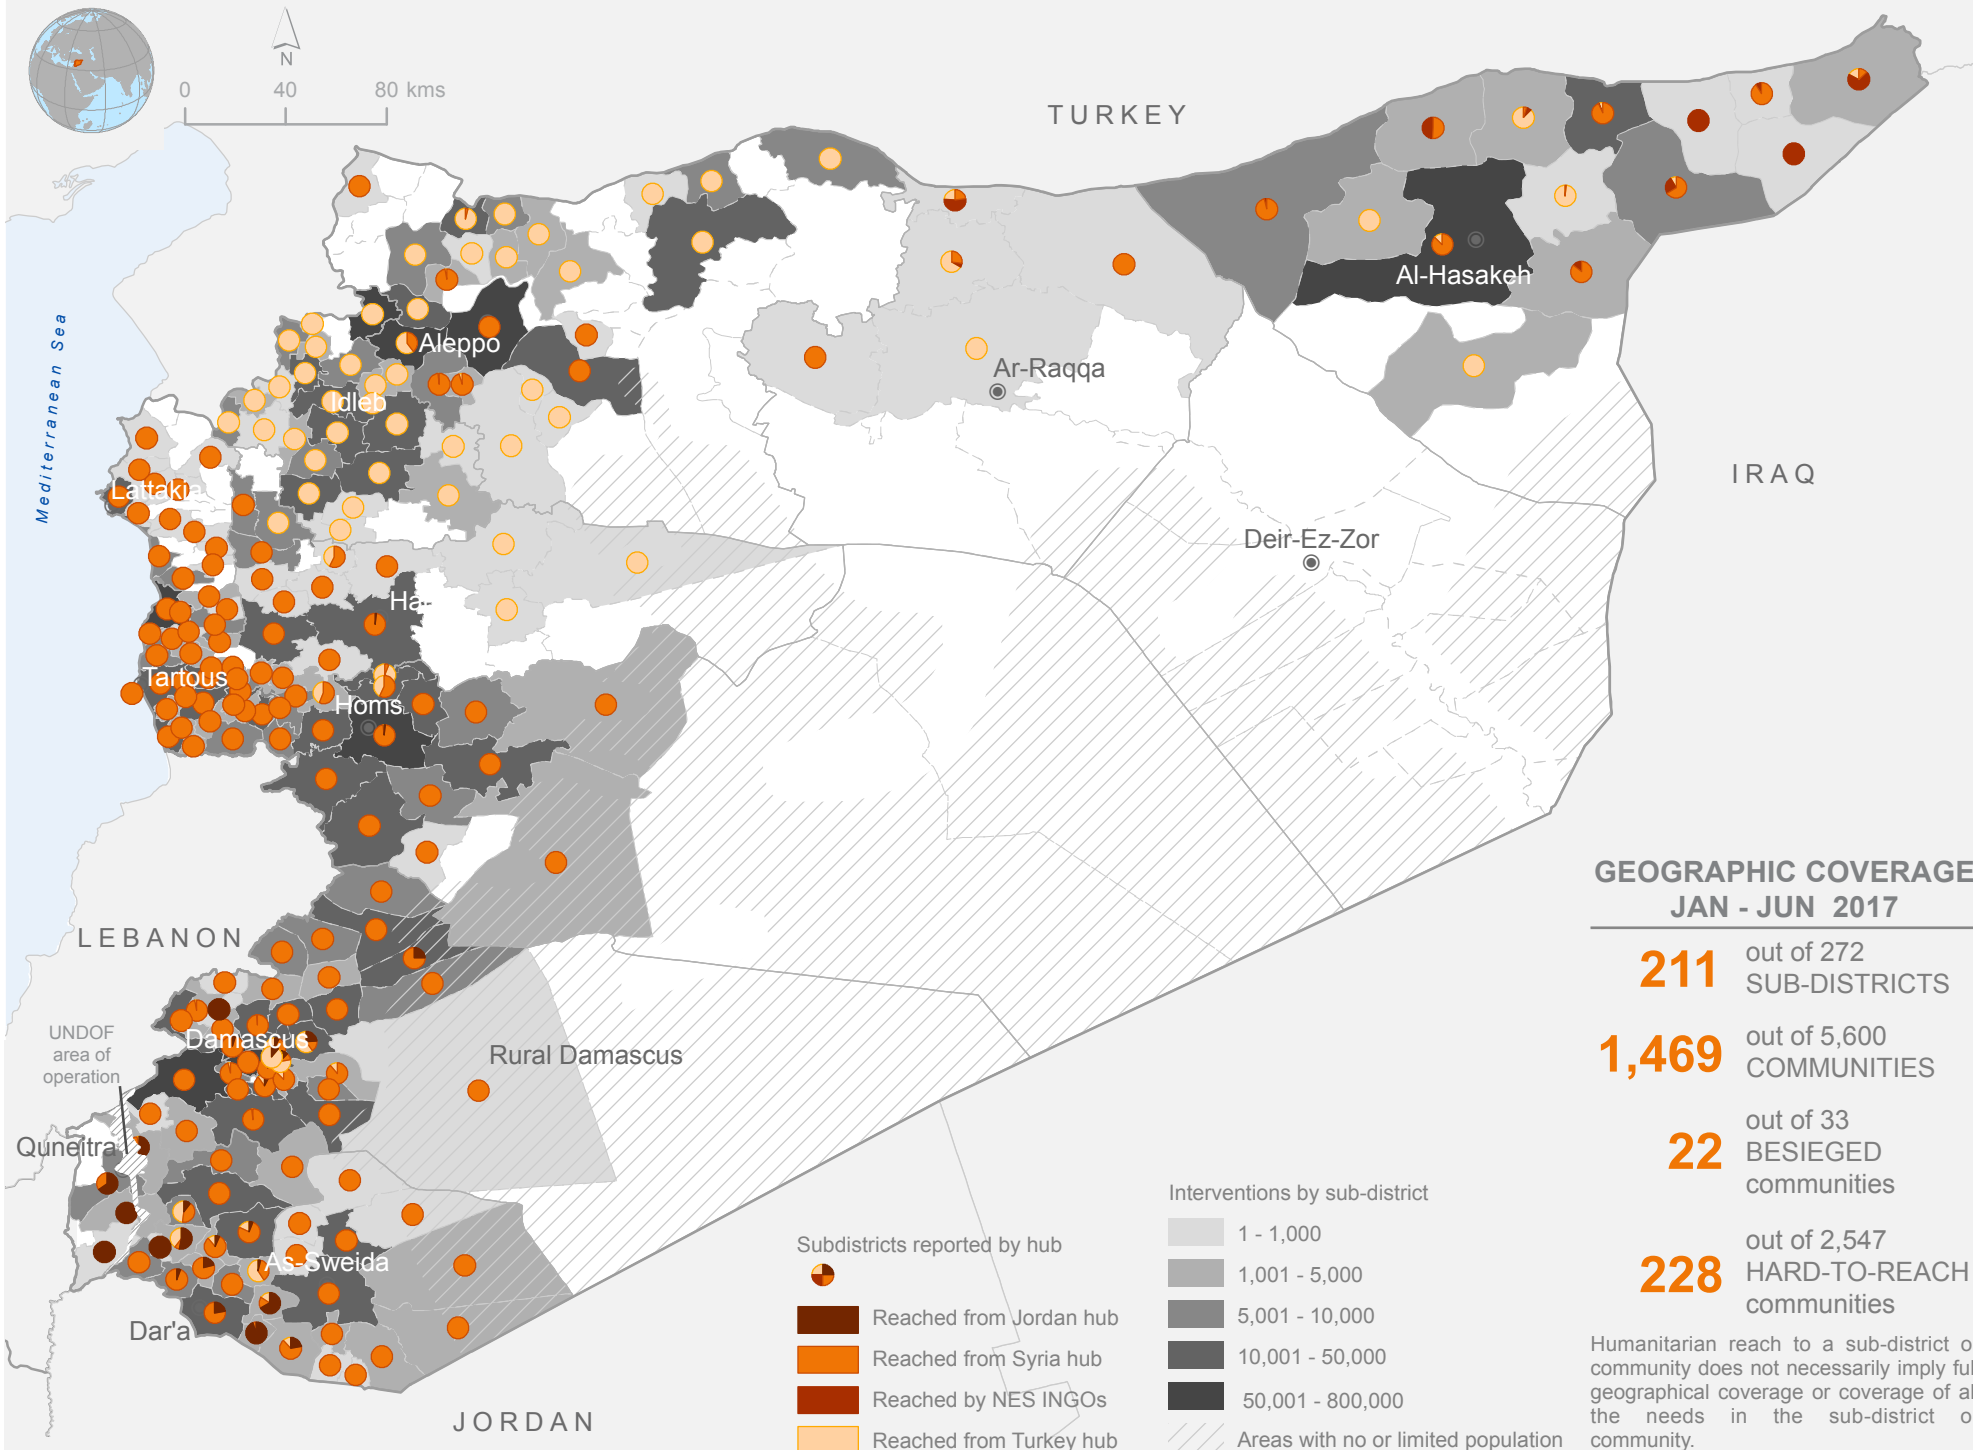 N
0 40 80 kms
TURKEY
Mediterranean Sea
Al-Hasakeh
Aleppo
Ar-Raqqa
Idleb
IRAQ
Lattakia
Deir-Ez-Zor
Ha
Tartous
Homs
LEBANON
UNDOF
area of
operation
Damascus
Rural Damascus
Quneitra
As-Sweida
Dar'a
JORDAN
Subdistricts reported by hub
Reached from Jordan hub
Reached from Syria hub
Reached by NES INGOs
Reached from Turkey hub
Interventions by sub-district
1 - 1,000
1,001 - 5,000
5,001 - 10,000
10,001 - 50,000
50,001 - 800,000
Areas with no or limited population
GEOGRAPHIC COVERAGE
JAN - JUN 2017
211 out of 272
SUB-DISTRICTS
1,469 out of 5,600
COMMUNITIES
22 out of 33
BESIEGED
communities
228 out of 2,547
HARD-TO-REACH
communities
Humanitarian reach to a sub-district o
community does not necessarily imply ful
geographical coverage or coverage of al
the needs in the sub-district o
community.